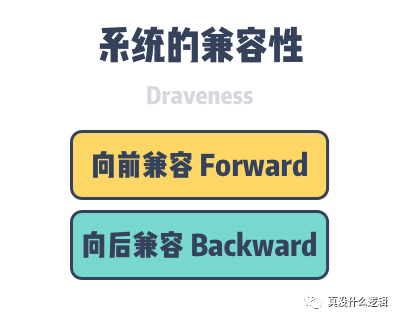 系统的兼容性
Draveness
向前兼容 Forward
向后兼容 Backward
真没什么逻辑